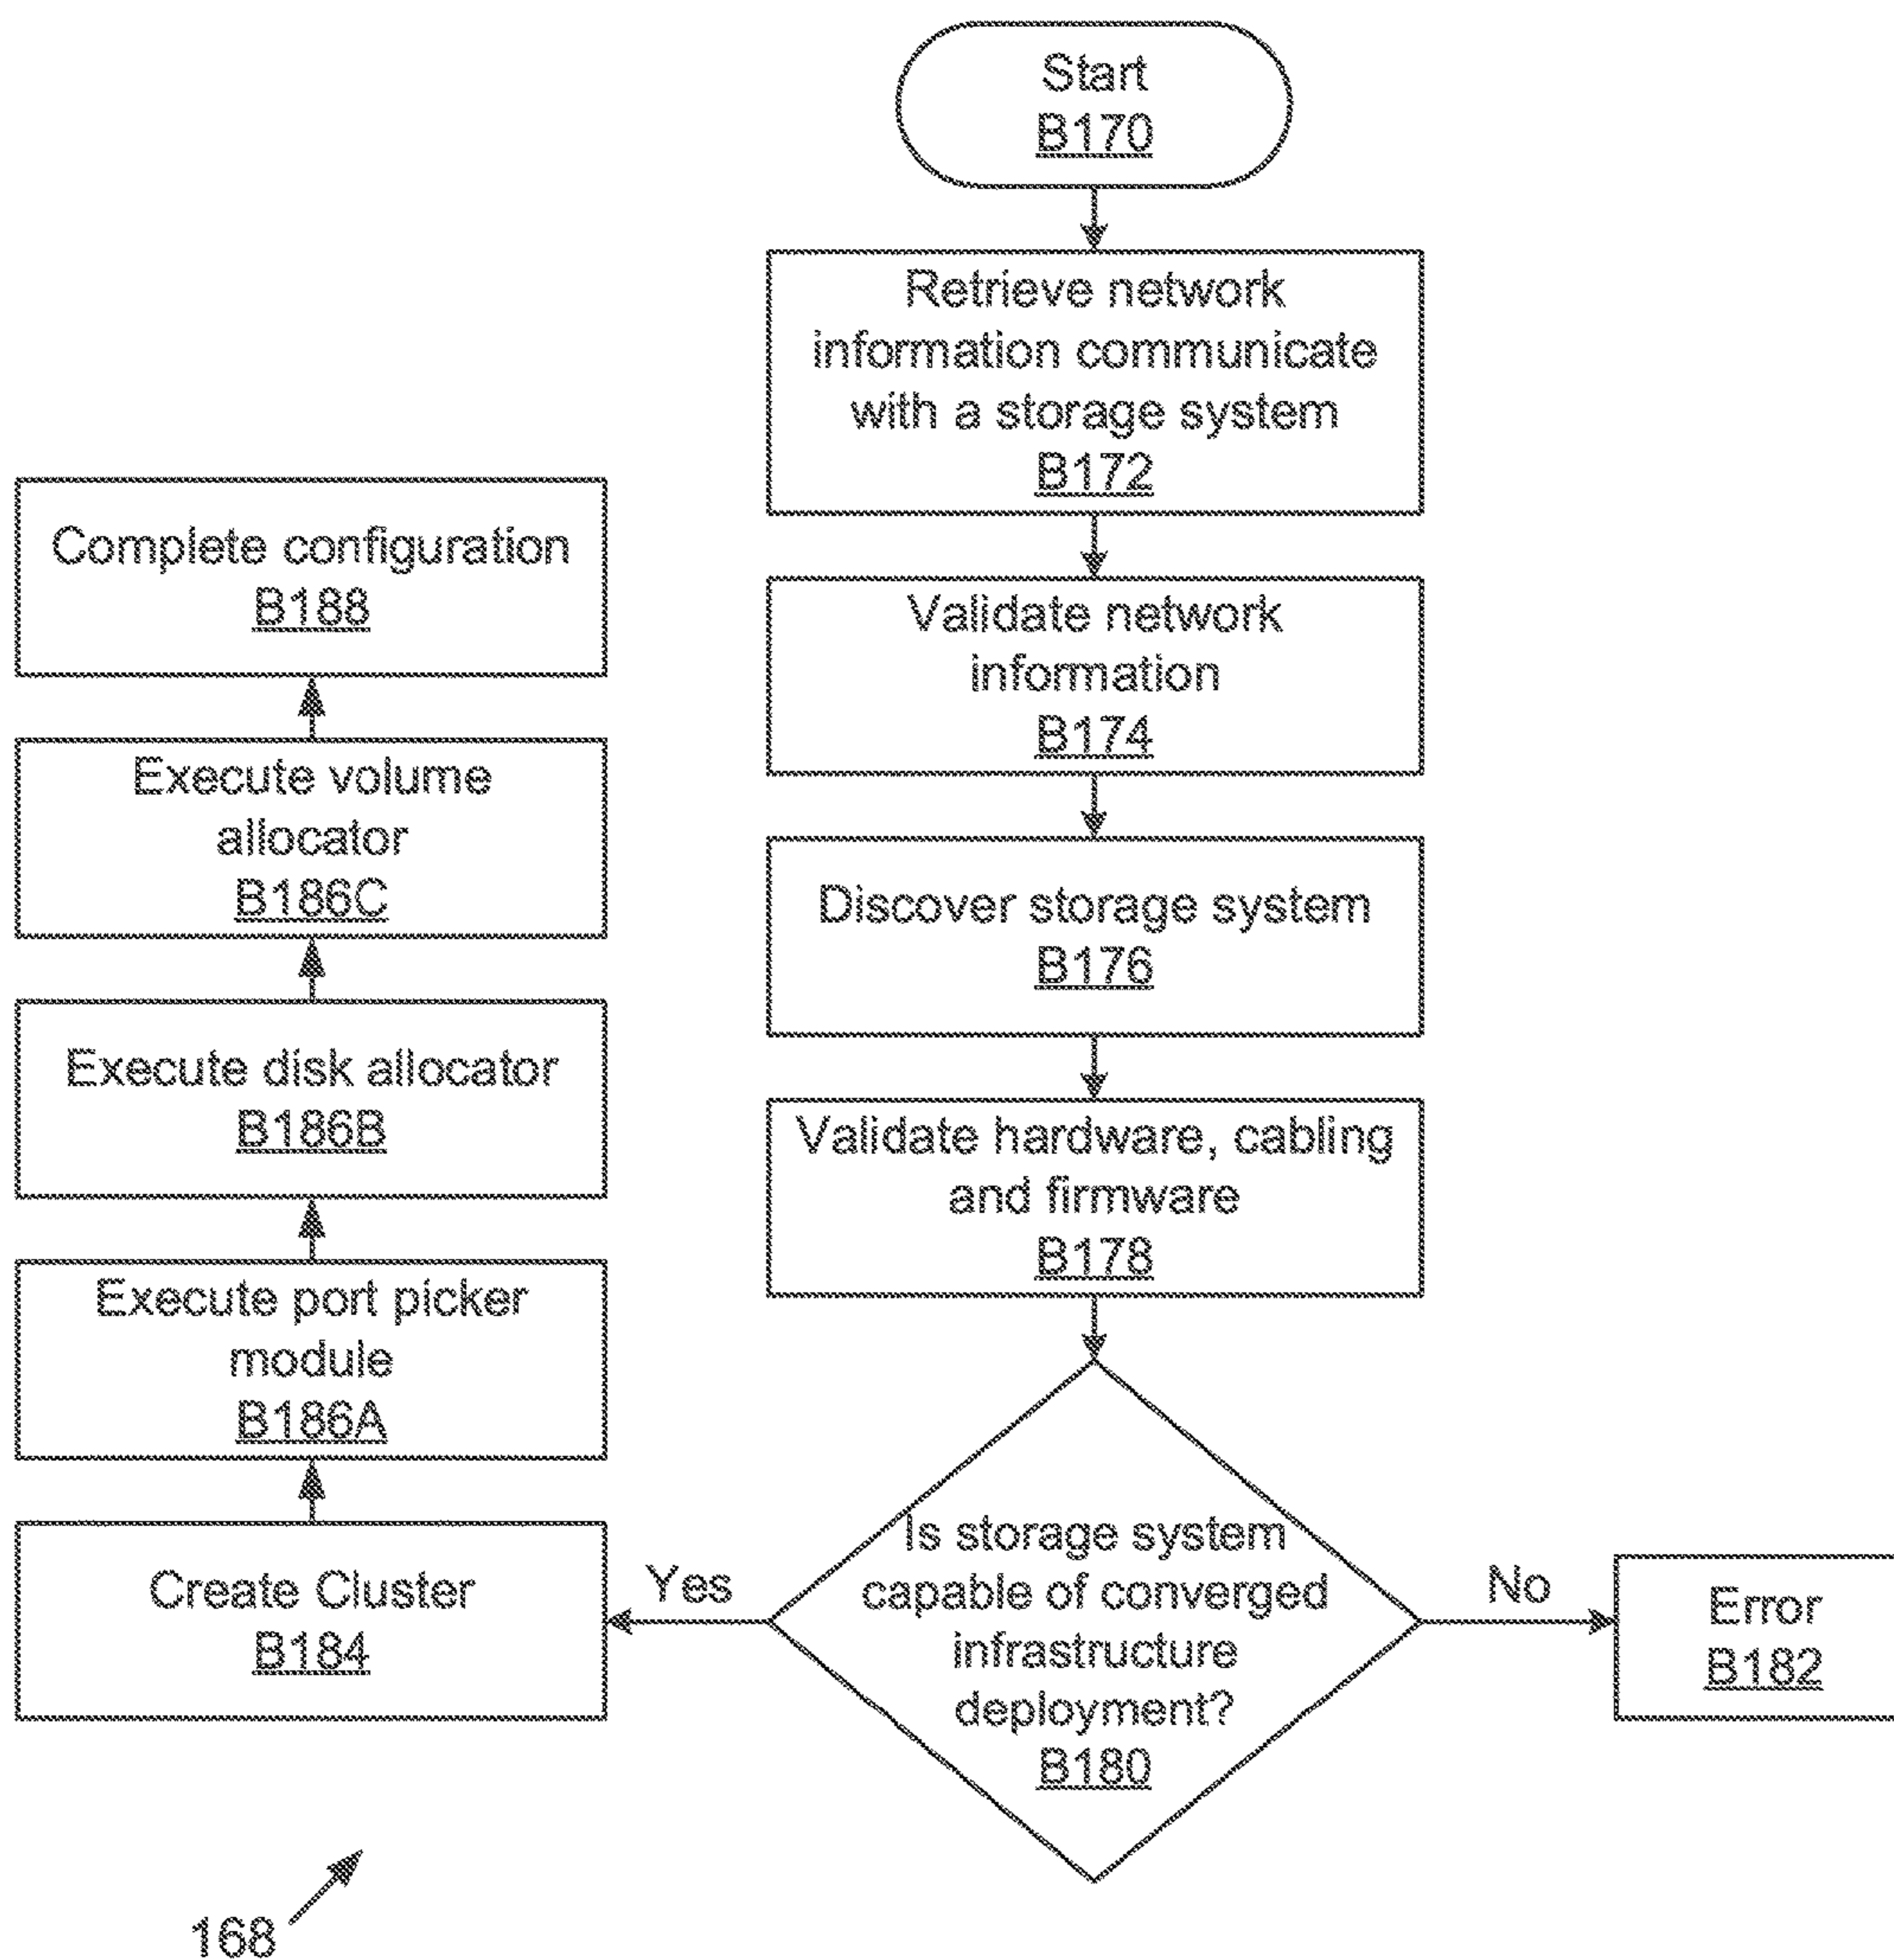 Start
B170
Retrieve network
information communicate
with a storage system
B172
Validate network
information
B174
Discover storage system
B176
Validate hardware, cabling
and firmware
B178
Is storage system
capable of converged
infrastructure
deployment?
B180
No
Error
B182
Yes
Create Cluster
B184
Execute port picker
module
B186A
Execute disk allocator
B186B
Execute volume
allocator
B186C
Complete configuration
B188
168